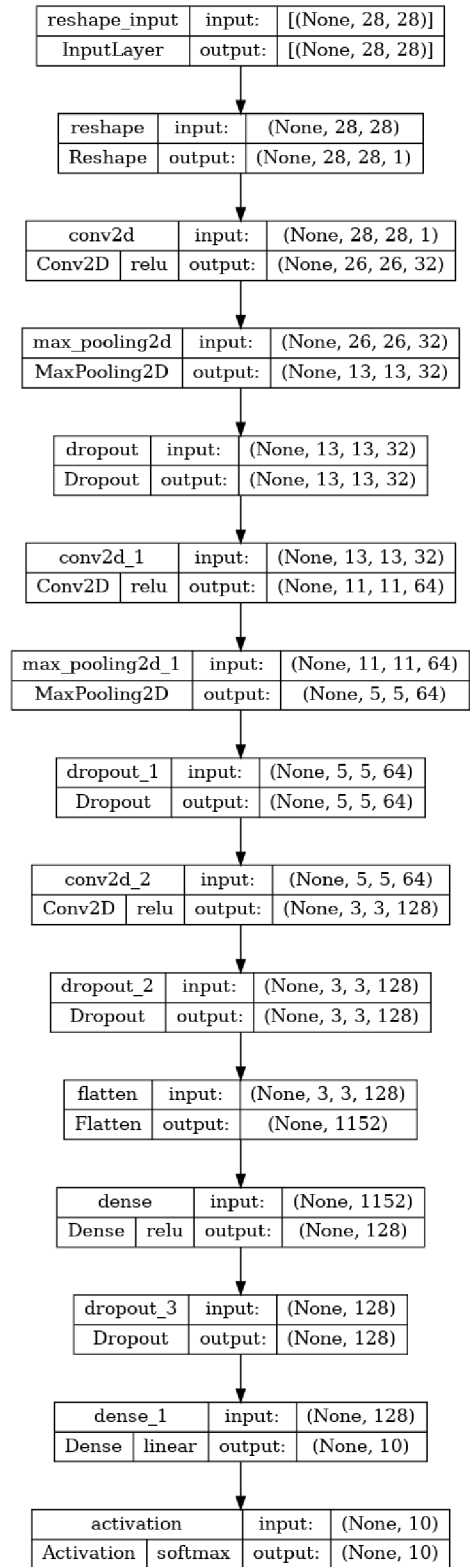 reshape_input input: [(None, 28, 28)]
InputLayer output: [(None, 28, 28)]
reshape input: (None, 28, 28)
Reshape output: (None, 28, 28, 1)
conv2d input: (None, 28, 28, 1)
Conv2D relu output: (None, 26, 26, 32)
max_pooling2d input: (None, 26, 26, 32)
MaxPooling2D output: (None, 13, 13, 32)
dropout input: (None, 13, 13, 32)
Dropout output: (None, 13, 13, 32)
conv2d_1 input: (None, 13, 13, 32)
Conv2D relu output: (None, 11, 11, 64)
max_pooling2d_1 input: (None, 11, 11, 64)
MaxPooling2D output: (None, 5, 5, 64)
dropout_1 input: (None, 5, 5, 64)
Dropout output: (None, 5, 5, 64)
conv2d_2 input: (None, 5, 5, 64)
Conv2D relu output: (None, 3, 3, 128)
dropout_2 input: (None, 3, 3, 128)
Dropout output: (None, 3, 3, 128)
flatten input: (None, 3, 3, 128)
Flatten output: (None, 1152)
dense input: (None, 1152)
Dense relu output: (None, 128)
dropout_3 input: (None, 128)
Dropout output: (None, 128)
dense_1 input: (None, 128)
Dense linear output: (None, 10)
activation input: (None, 10)
Activation softmax output: (None, 10)